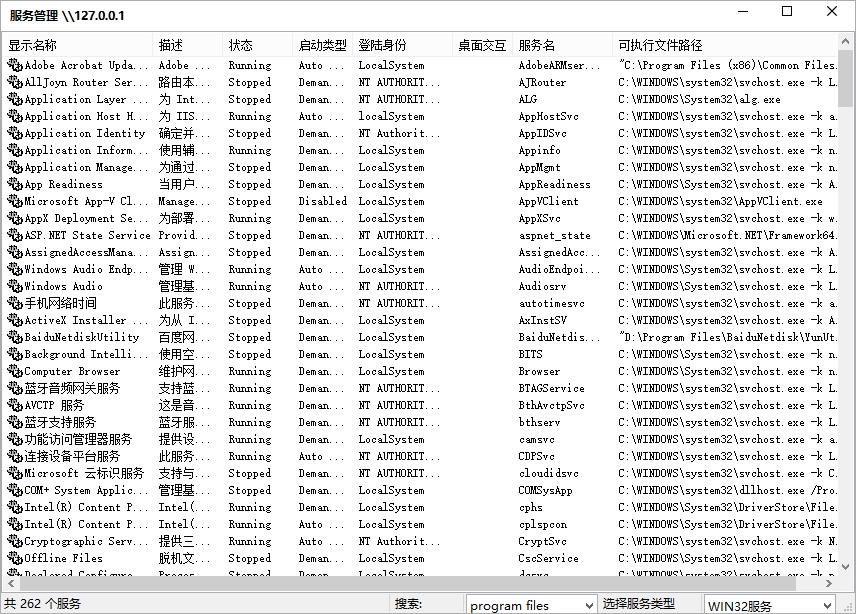 服务管理 \\127.0.0.1
显示名称 描述 状态 启动类型 登陆身份 桌面交互 服务名 可执行文件路径
Adobe Acrobat Upda... Adobe ... Running Auto ... LocalSystem AdobeARMser... "C:\Program Files (x86)\Common Files.
AllJoyn Router Ser... 路由本... Stopped Deman... NT AUTHORIT... AJRouter C:\WINDOWS\system32\svchost.exe -k L.
Application Layer ... 为 Int... Stopped Deman... NT AUTHORIT... ALG C:\WINDOWS\System32\alg.exe
Application Host H... 为 IIS... Running Auto ... localSystem AppHostSvc C:\WINDOWS\system32\svchost.exe -k a.
Application Identity 确定并... Stopped Deman... NT Authorit... AppIDSvc C:\WINDOWS\system32\svchost.exe -k L.
Application Inform... 使用辅... Running Deman... LocalSystem Appinfo C:\WINDOWS\system32\svchost.exe -k n.
Application Manage... 为通过... Stopped Deman... LocalSystem AppMgmt C:\WINDOWS\system32\svchost.exe -k n.
App Readiness 当用户... Stopped Deman... LocalSystem AppReadiness C:\WINDOWS\System32\svchost.exe -k A.
Microsoft App-V Cl... Manage... Stopped Disabled LocalSystem AppVClient C:\WINDOWS\system32\AppVClient.exe
AppX Deployment Se... 为部署... Running Deman... LocalSystem AppXSvc C:\WINDOWS\system32\svchost.exe -k w.
ASP.NET State Service Provid... Stopped Deman... NT AUTHORIT... aspnet_state C:\WINDOWS\Microsoft.NET\Framework64.
AssignedAccessMana... Assign... Stopped Deman... LocalSystem AssignedAcc... C:\WINDOWS\system32\svchost.exe -k A.
Windows Audio Endp... 管理 W... Running Auto ... LocalSystem AudioEndpoi... C:\WINDOWS\System32\svchost.exe -k L.
Windows Audio 管理基... Running Auto ... NT AUTHORIT... Audiosrv C:\WINDOWS\System32\svchost.exe -k L.
手机网络时间 此服务... Stopped Deman... NT AUTHORIT... autotimesvc C:\WINDOWS\system32\svchost.exe -k a.
ActiveX Installer ... 为从 I... Stopped Deman... LocalSystem AxInstSV C:\WINDOWS\system32\svchost.exe -k A.
BaiduNetdiskUtility 百度网... Stopped Deman... LocalSystem BaiduNetdis... "D:\Program Files\BaiduNetdisk\YunUt.
Background Intelli... 使用空... Stopped Deman... LocalSystem BITS C:\WINDOWS\System32\svchost.exe -k n.
Computer Browser 维护网... Running Deman... LocalSystem Browser C:\WINDOWS\System32\svchost.exe -k n.
蓝牙音频网关服务 支持蓝... Running Deman... NT AUTHORIT... BTAGService C:\WINDOWS\system32\svchost.exe -k L.
AVCTP 服务 这是音... Running Deman... NT AUTHORIT... BthAvctpSvc C:\WINDOWS\system32\svchost.exe -k L.
蓝牙支持服务 蓝牙服... Running Deman... NT AUTHORIT... bthserv C:\WINDOWS\system32\svchost.exe -k L.
功能访问管理器服务 提供设... Running Deman... LocalSystem camsvc C:\WINDOWS\system32\svchost.exe -k a.
连接设备平台服务 此服务... Running Auto ... NT AUTHORIT... CDPSvc C:\WINDOWS\system32\svchost.exe -k L.
Microsoft 云标识服务 支持与... Stopped Deman... NT AUTHORIT... cloudidsvc C:\WINDOWS\system32\svchost.exe -k C.
COM+ System Applic... 管理基... Stopped Deman... LocalSystem COMSysApp C:\WINDOWS\system32\dllhost.exe /Pro.
Intel(R) Content P... Intel(... Running Deman... LocalSystem cphs C:\WINDOWS\System32\DriverStore\File.
Intel(R) Content P... Intel(... Running Auto ... LocalSystem cplspcon C:\WINDOWS\System32\DriverStore\File.
Cryptographic Serv... 提供三... Running Auto ... NT Authorit... CryptSvc C:\WINDOWS\system32\svchost.exe -k N.
Offline Files 脱机文... Stopped Deman... LocalSystem CscService C:\WINDOWS\System32\svchost.exe -k L.
共 262 个服务 搜索: program files 选择服务类型 WIN32服务